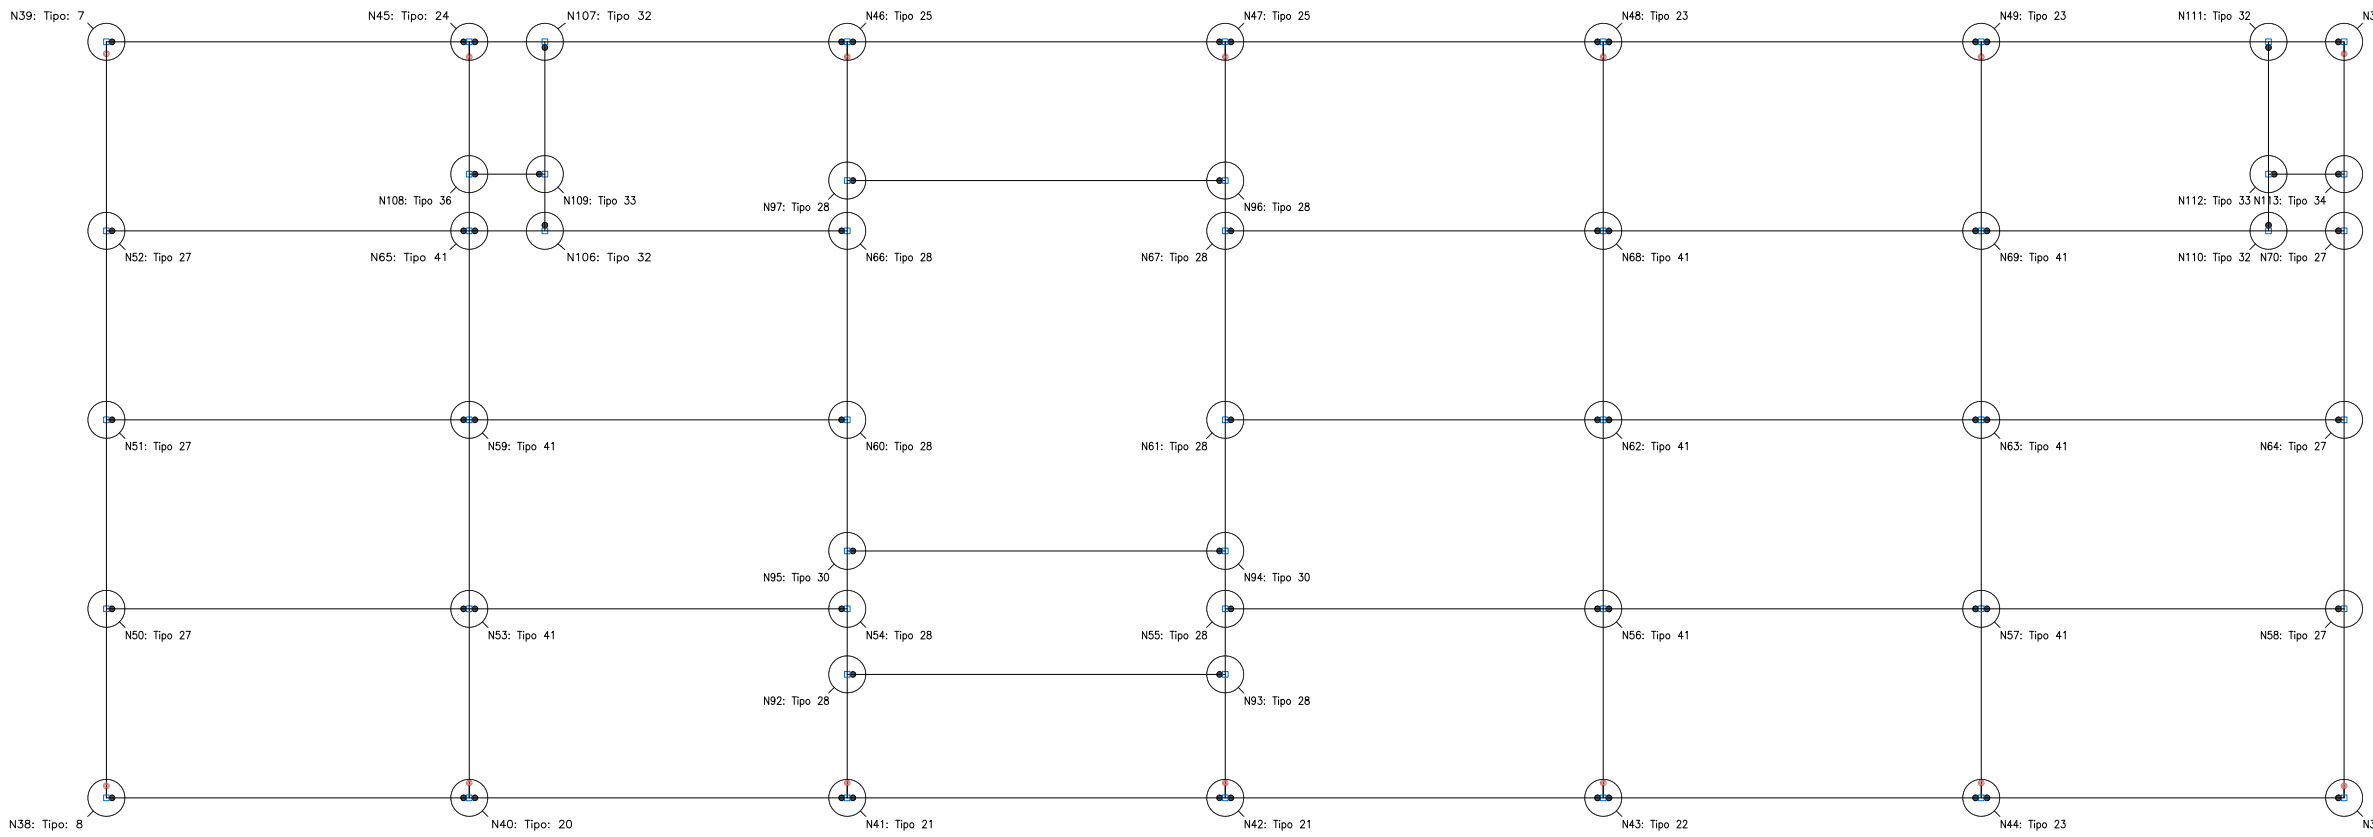 N39: Tipo: 7
N45: Tipo: 24
N107: Tipo 32
N46: Tipo 25
N47: Tipo 25
N48: Tipo 23
N49: Tipo 23
N111: Tipo 32
N108: Tipo 36
N109: Tipo 33
N97: Tipo 28
N96: Tipo 28
N112: Tipo 33
N113: Tipo 34
N52: Tipo 27
N65: Tipo 41
N106: Tipo 32
N66: Tipo 28
N67: Tipo 28
N68: Tipo 41
N69: Tipo 41
N110: Tipo 32
N70: Tipo 27
N51: Tipo 27
N59: Tipo 41
N60: Tipo 28
N61: Tipo 28
N62: Tipo 41
N63: Tipo 41
N64: Tipo 27
N95: Tipo 30
N94: Tipo 30
N50: Tipo 27
N53: Tipo 41
N54: Tipo 28
N55: Tipo 28
N56: Tipo 41
N57: Tipo 41
N58: Tipo 27
N92: Tipo 28
N93: Tipo 28
N38: Tipo: 8
N40: Tipo: 20
N41: Tipo 21
N42: Tipo 21
N43: Tipo 22
N44: Tipo 23